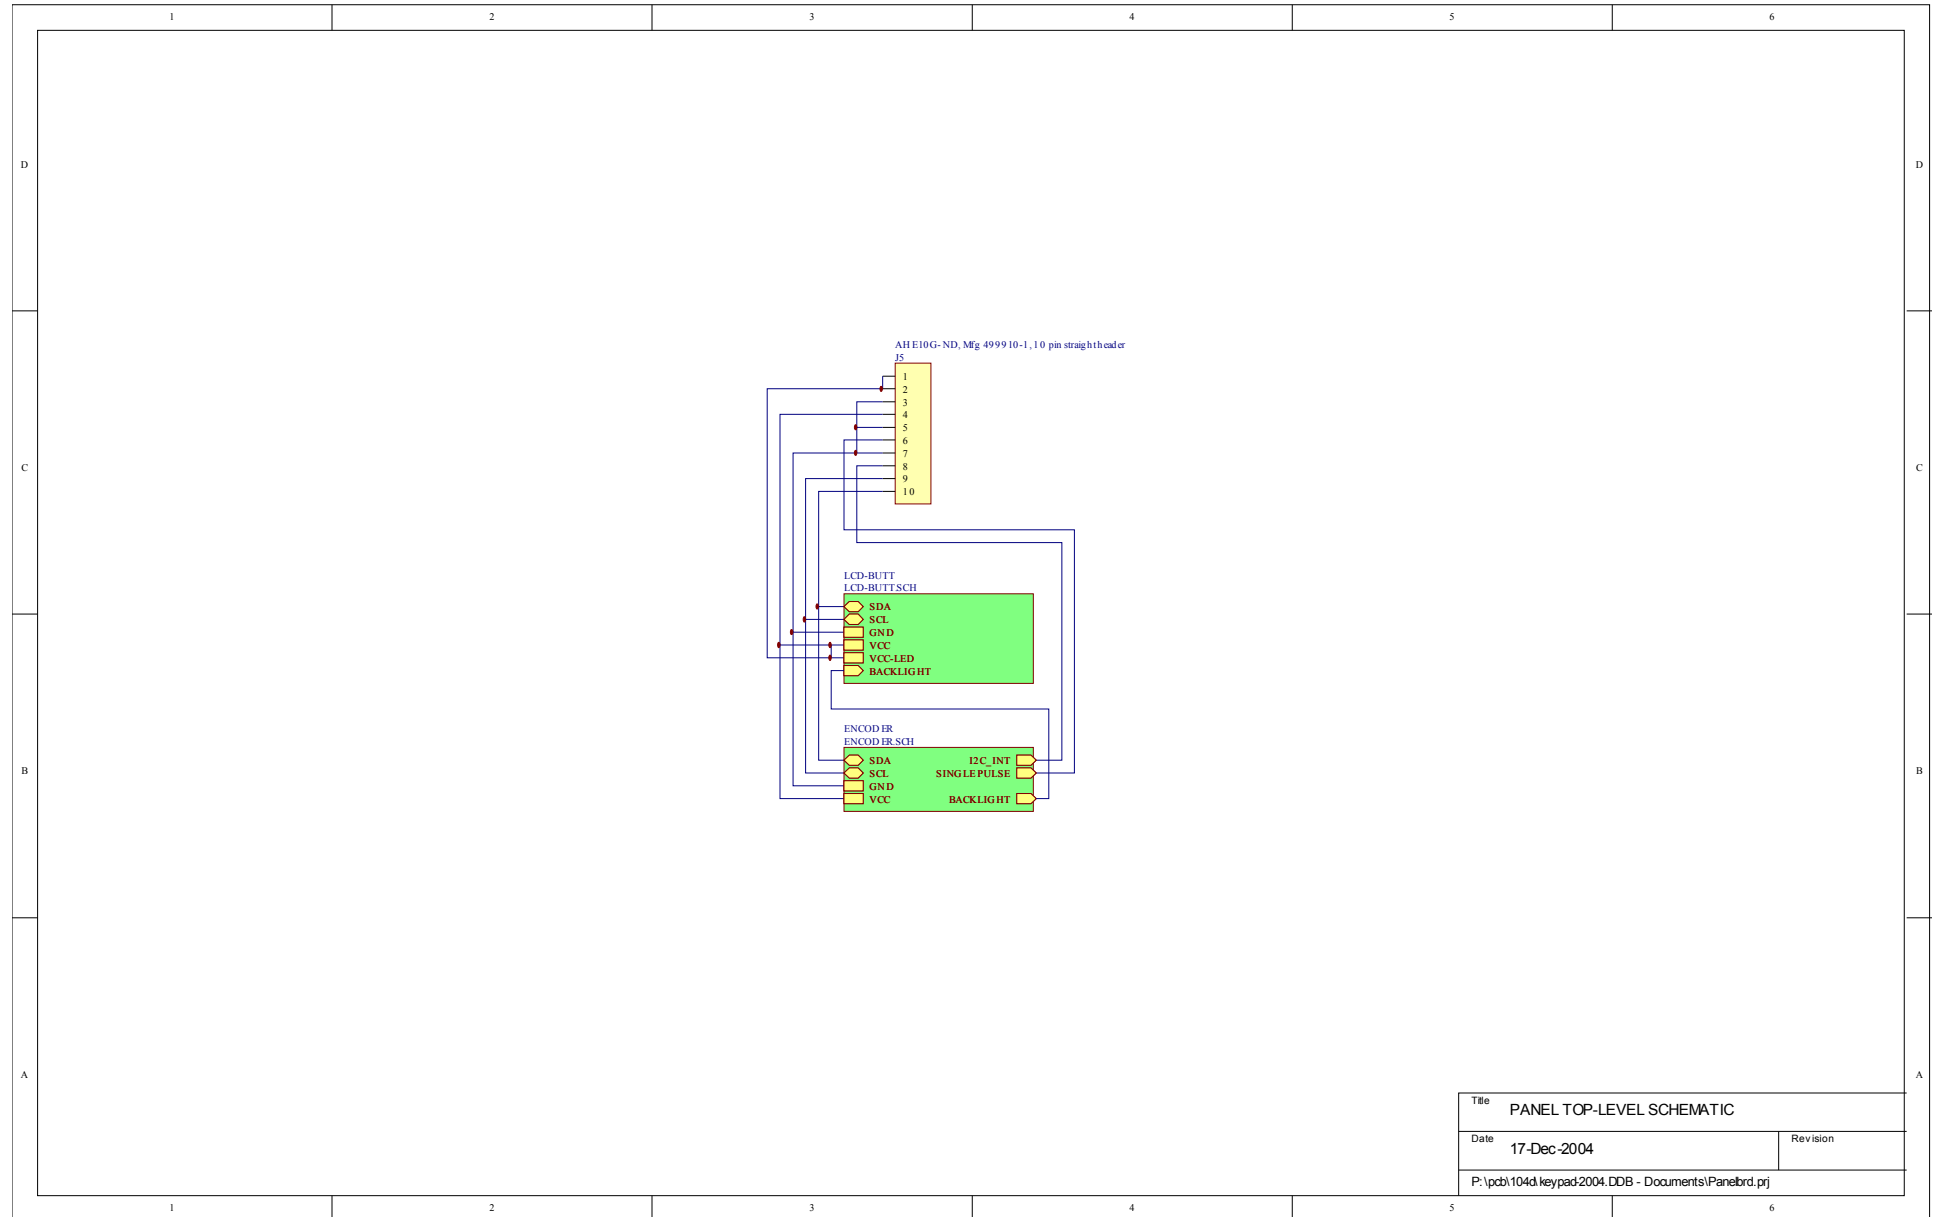 1 2 3 4 5 6
D D
AHE10G-ND, Mfg 499910-1, 10 pin straight header
J5
1
2
3
4
5
6
7
8
9
10
C C
LCD-BUTT
LCD-BUTT.SCH
SDA
SCL
GND
VCC
VCC-LED
BACKLIGHT
ENCODER
ENCODER.SCH
SDA I2C_INT
SCL SINGLEPULSE
GND
VCC BACKLIGHT
B B
A A
Title PANEL TOP-LEVEL SCHEMATIC
Date 17-Dec-2004 Revision
P:\pcb\104d\keypad-2004.DDB - Documents\Panelbrd.prj
1 2 3 4 5 6